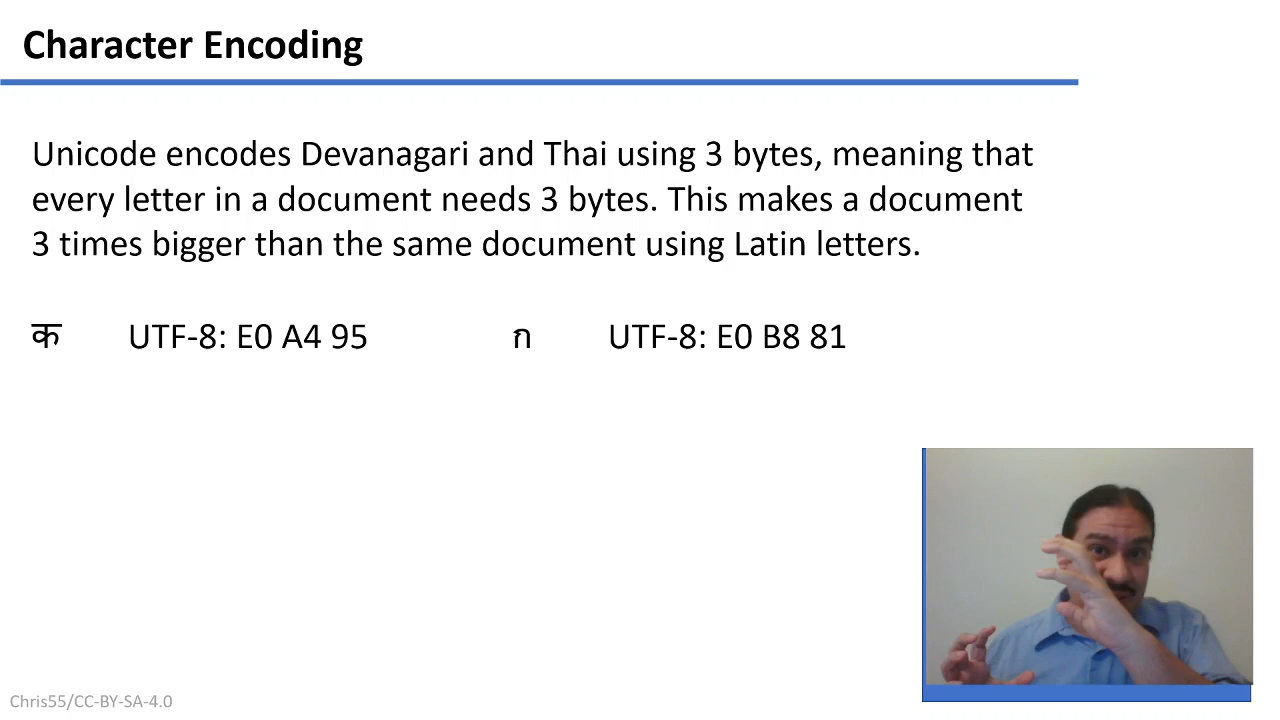 Character Encoding
Unicode encodes Devanagari and Thai using 3 bytes, meaning that
every letter in a document needs 3 bytes. This makes a document
3 times bigger than the same document using Latin letters.
क UTF-8: E0 A4 95 ก UTF-8: E0 B8 81
Chris55/CC-BY-SA-4.0